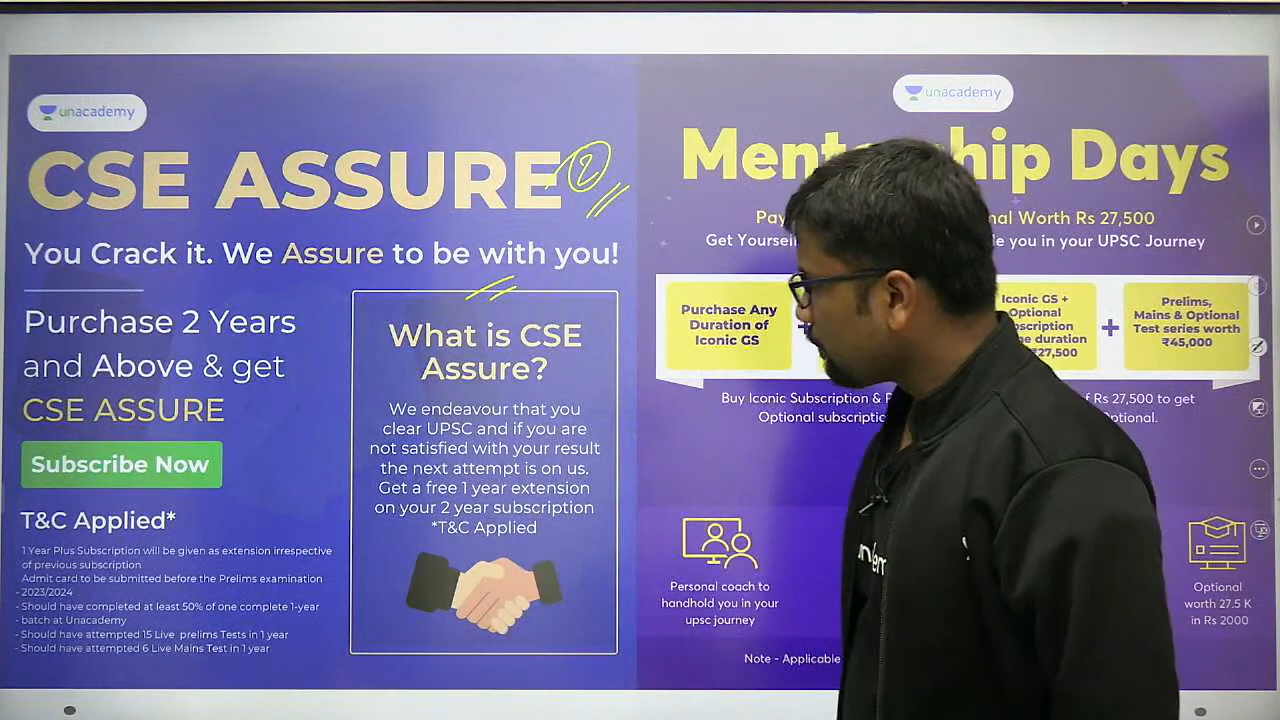 unacademy
CSE ASSURE
2
You Crack it. We Assure to be with you!
Purchase 2 Years
and Above & get
CSE ASSURE
Subscribe Now
T&C Applied*
1 Year Plus Subscription will be given as extension irrespective
of previous subscription
Admit card to be submitted before the Prelims examination
- 2023/2024
- Should have completed at least 50% of one complete 1-year
- batch at Unacademy
- Should have attempted 15 Live prelims Tests in 1 year
- Should have attempted 6 Live Mains Test in 1 year
What is CSE
Assure?
We endeavour that you
clear UPSC and if you are
not satisfied with your result
the next attempt is on us.
Get a free 1 year extension
on your 2 year subscription
*T&C Applied
unacademy
Days
Worth Rs 27,500
Get you in your UPSC Journey
Purchase Any
Duration of
Iconic GS
+
Iconic GS +
Optional
duration
₹27,500
+
Prelims,
Mains & Optional
Test series worth
₹45,000
Buy Iconic Subscription & of Rs 27,500 to get
Optional
Personal coach to
handhold you in your
upsc journey
Optional
worth 27.5 K
in Rs 2000
Note - Applicable